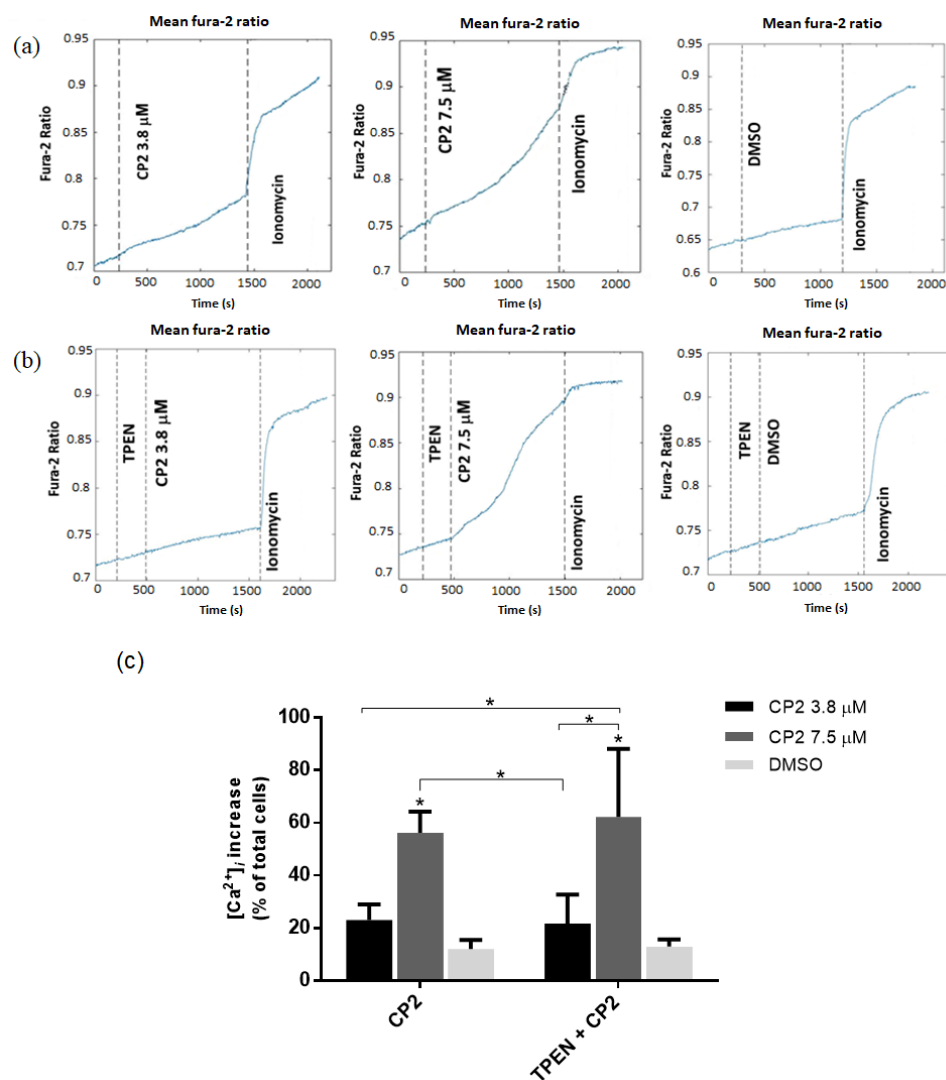 (a)
Mean fura-2 ratio
Fura-2 Ratio
0.95
0.9
0.85
0.8
0.75
0.7
CP2 3.8 µM
Ionomycin
0
500
1000
1500
2000
Time (s)
Mean fura-2 ratio
Fura-2 Ratio
0.95
0.9
0.85
0.8
0.75
0.7
CP2 7.5 µM
Ionomycin
0
500
1000
1500
2000
Time (s)
Mean fura-2 ratio
Fura-2 Ratio
0.95
0.9
0.85
0.8
0.7
0.65
0.6
DMSO
Ionomycin
0
500
1000
1500
2000
Time (s)
(b)
Mean fura-2 ratio
Fura-2 Ratio
0.95
0.9
0.85
0.8
0.75
0.7
TPEN
CP2 3.8 µM
Ionomycin
0
500
1000
1500
2000
Time (s)
Mean fura-2 ratio
Fura-2 Ratio
0.95
0.9
0.85
0.8
0.75
0.7
TPEN
CP2 7.5 µM
Ionomycin
0
500
1000
1500
2000
Time (s)
Mean fura-2 ratio
Fura-2 Ratio
0.95
0.9
0.85
0.8
0.75
0.7
TPEN
DMSO
Ionomycin
0
500
1000
1500
2000
Time (s)
(c)
[Ca²⁺]i increase
(% of total cells)
100
80
60
40
20
0
*
*
*
*
*
CP2
TPEN + CP2
CP2 3.8 µM
CP2 7.5 µM
DMSO